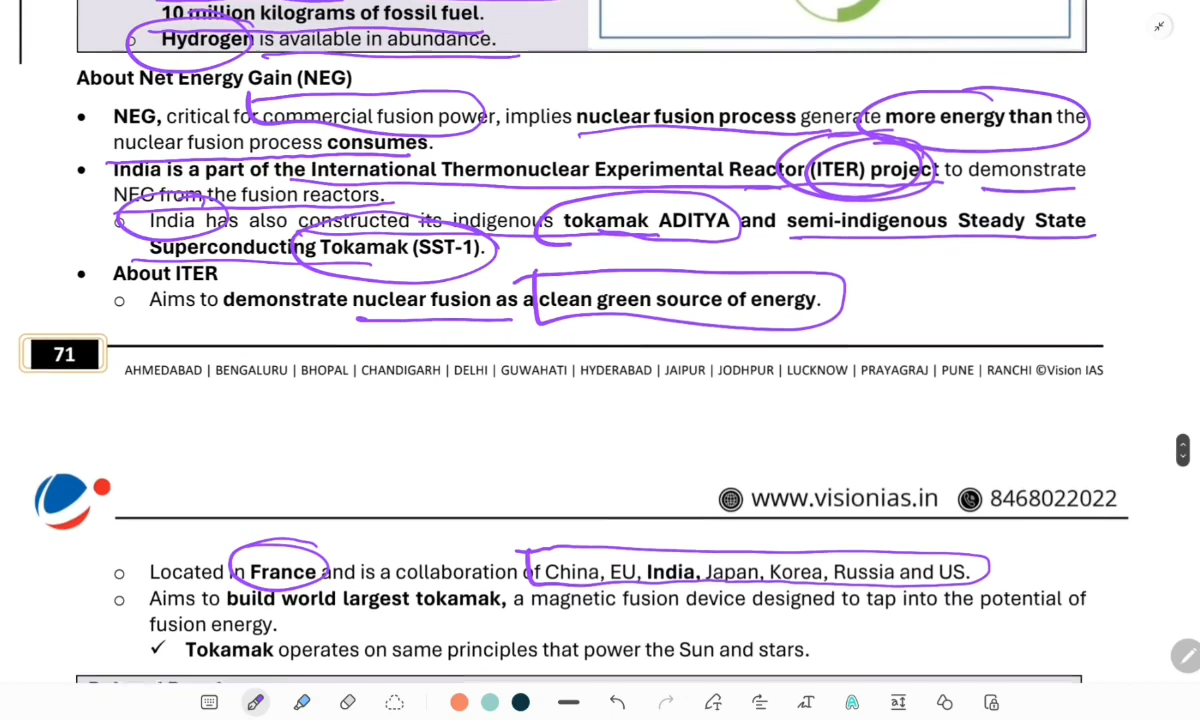 10 million kilograms of fossil fuel.
o Hydrogen is available in abundance.
About Net Energy Gain (NEG)
• NEG, critical for commercial fusion power, implies nuclear fusion process generate more energy than the
nuclear fusion process consumes.
• India is a part of the International Thermonuclear Experimental Reactor (ITER) project to demonstrate
NEG from the fusion reactors.
o India has also constructed its indigenous tokamak ADITYA and semi-indigenous Steady State
Superconducting Tokamak (SST-1).
• About ITER
o Aims to demonstrate nuclear fusion as a clean green source of energy.
71
AHMEDABAD | BENGALURU | BHOPAL | CHANDIGARH | DELHI | GUWAHATI | HYDERABAD | JAIPUR | JODHPUR | LUCKNOW | PRAYAGRAJ | PUNE | RANCHI ©Vision IAS
www.visionias.in 8468022022
o Located in France and is a collaboration of China, EU, India, Japan, Korea, Russia and US.
o Aims to build world largest tokamak, a magnetic fusion device designed to tap into the potential of
fusion energy.
✓ Tokamak operates on same principles that power the Sun and stars.